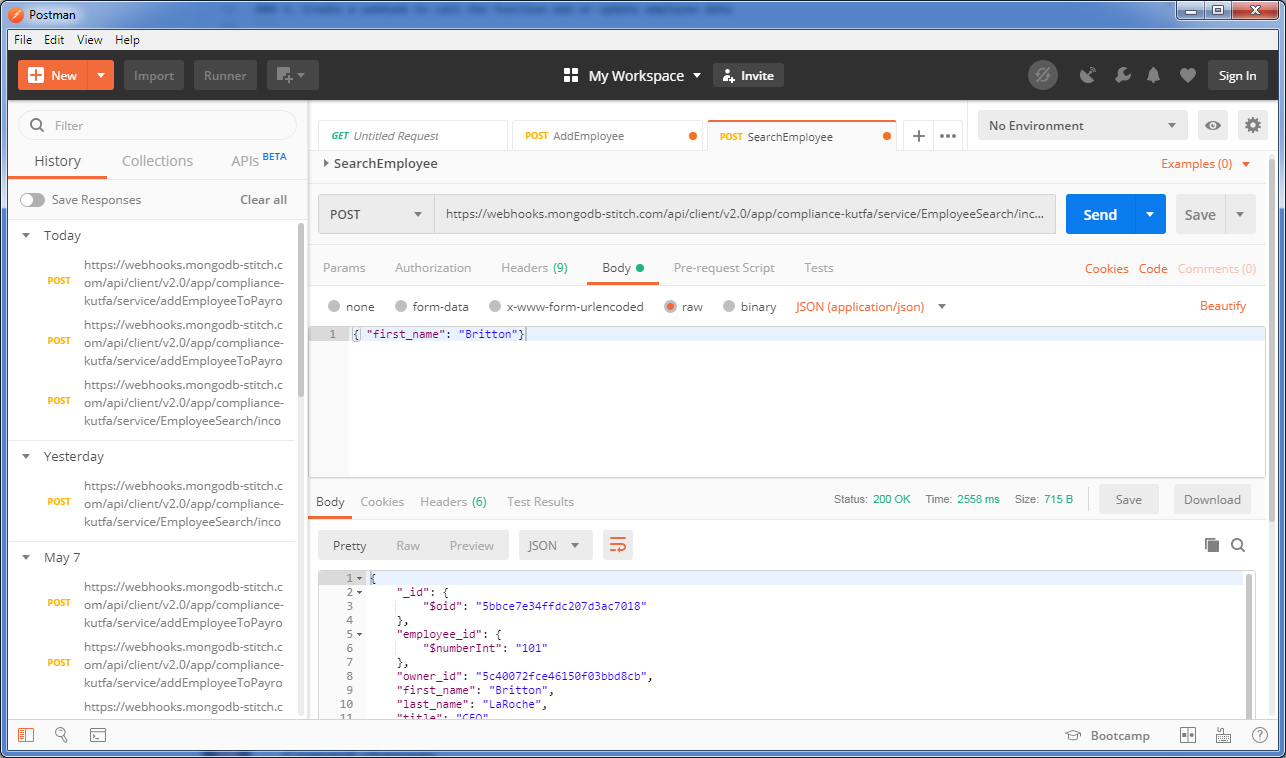 Postman
File Edit View Help
New Import Runner My Workspace Invite Sign In
Filter
History Collections APIs BETA
Save Responses Clear all
Today
POST https://webhooks.mongodb-stitch.c
om/api/client/v2.0/app/compliance-
kutfa/service/addEmployeeToPayro
POST https://webhooks.mongodb-stitch.c
om/api/client/v2.0/app/compliance-
kutfa/service/addEmployeeToPayro
POST https://webhooks.mongodb-stitch.c
om/api/client/v2.0/app/compliance-
kutfa/service/EmployeeSearch/inco
Yesterday
POST https://webhooks.mongodb-stitch.c
om/api/client/v2.0/app/compliance-
kutfa/service/EmployeeSearch/inco
May 7
POST https://webhooks.mongodb-stitch.c
om/api/client/v2.0/app/compliance-
kutfa/service/addEmployeeToPayro
POST https://webhooks.mongodb-stitch.c
om/api/client/v2.0/app/compliance-
kutfa/service/addEmployeeToPayro
https://webhooks.mongodb-stitch.c
GET Untitled Request POST AddEmployee POST SearchEmployee No Environment
SearchEmployee Examples (0)
POST https://webhooks.mongodb-stitch.com/api/client/v2.0/app/compliance-kutfa/service/EmployeeSearch/inc... Send Save
Params Authorization Headers (9) Body Pre-request Script Tests Cookies Code Comments (0)
none form-data x-www-form-urlencoded raw binary JSON (application/json) Beautify
1 { "first_name": "Britton"}
Body Cookies Headers (6) Test Results Status: 200 OK Time: 2558 ms Size: 715 B Save Download
Pretty Raw Preview JSON
1 {
2 "_id": {
3 "$oid": "5bbce7e34ffdc207d3ac7018"
4 },
5 "employee_id": {
6 "$numberInt": "101"
7 },
8 "owner_id": "5c40072fce46150f03bbd8cb",
9 "first_name": "Britton",
10 "last_name": "LaRoche",
11 "title": "CEO"
Bootcamp